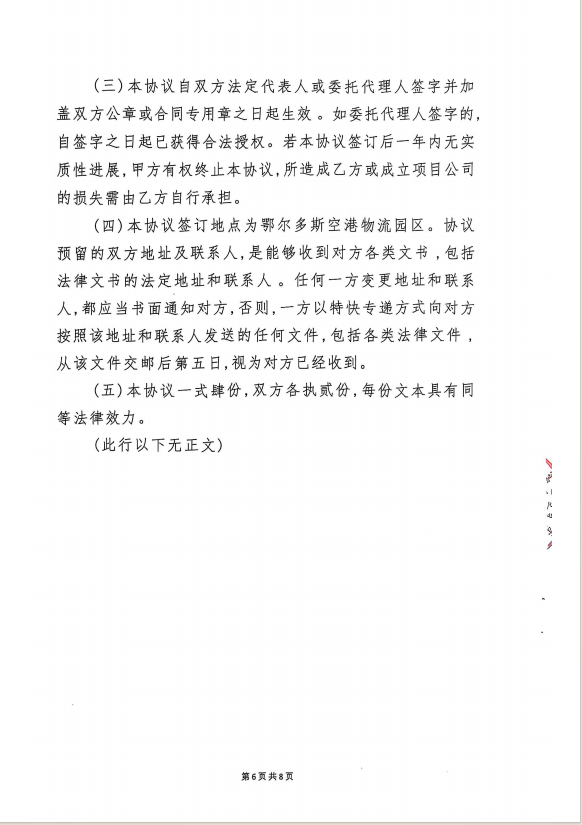 (三)本协议自双方法定代表人或委托代理人签字并加
盖双方公章或合同专用章之日起生效。如委托代理人签字的,
自签字之日起已获得合法授权。若本协议签订后一年内无实
质性进展,甲方有权终止本协议,所造成乙方或成立项目公司
的损失需由乙方自行承担。
(四)本协议签订地点为鄂尔多斯空港物流园区。协议
预留的双方地址及联系人,是能够收到对方各类文书,包括
法律文书的法定地址和联系人。任何一方变更地址和联系
人,都应当书面通知对方,否则,一方以特快专递方式向对方
按照该地址和联系人发送的任何文件,包括各类法律文件,
从该文件交邮后第五日,视为对方已经收到。
(五)本协议一式肆份,双方各执贰份,每份文本具有同
等法律效力。
(此行以下无正文)
第6页共8页